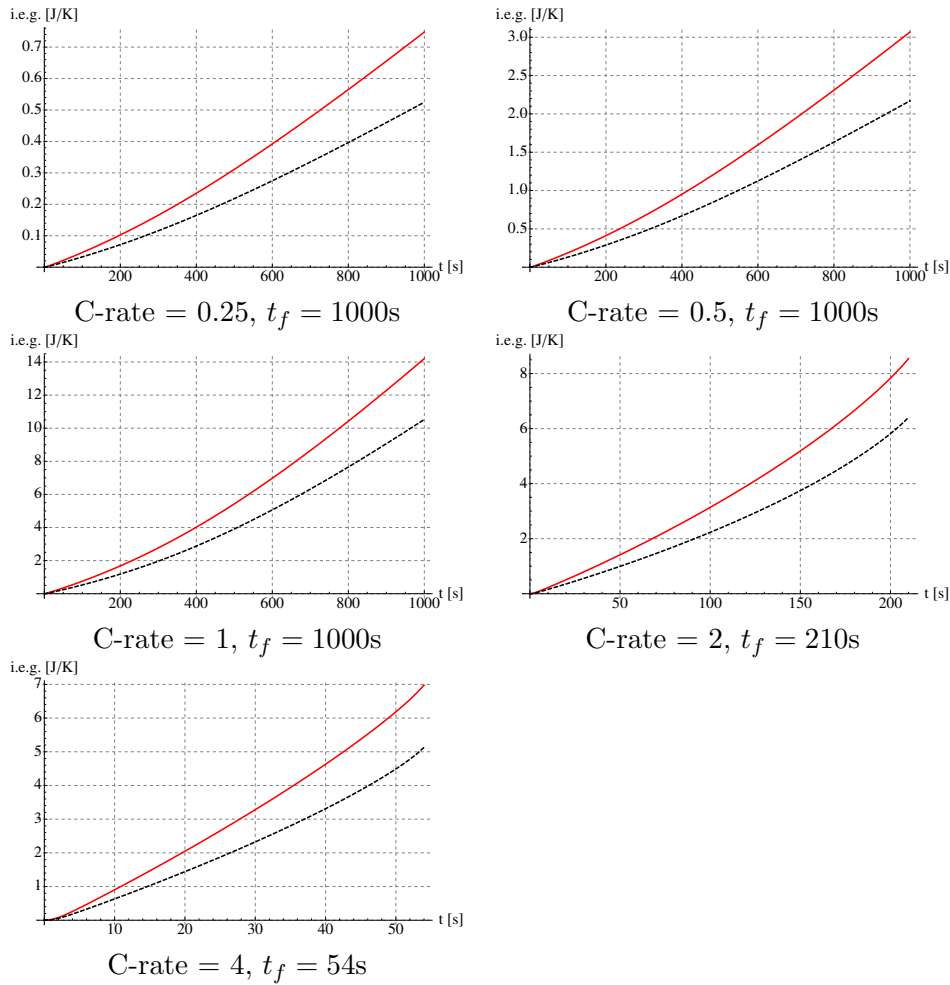 i.e.g. [J/K]
0.7
0.6
0.5
0.4
0.3
0.2
0.1
200 400 600 800 1000
t [s]
C-rate = 0.25, t_f = 1000s
i.e.g. [J/K]
3.0
2.5
2.0
1.5
1.0
0.5
200 400 600 800 1000
t [s]
C-rate = 0.5, t_f = 1000s
i.e.g. [J/K]
14
12
10
8
6
4
2
200 400 600 800 1000
t [s]
C-rate = 1, t_f = 1000s
i.e.g. [J/K]
8
6
4
2
50 100 150 200
t [s]
C-rate = 2, t_f = 210s
i.e.g. [J/K]
7
6
5
4
3
2
1
10 20 30 40 50
t [s]
C-rate = 4, t_f = 54s